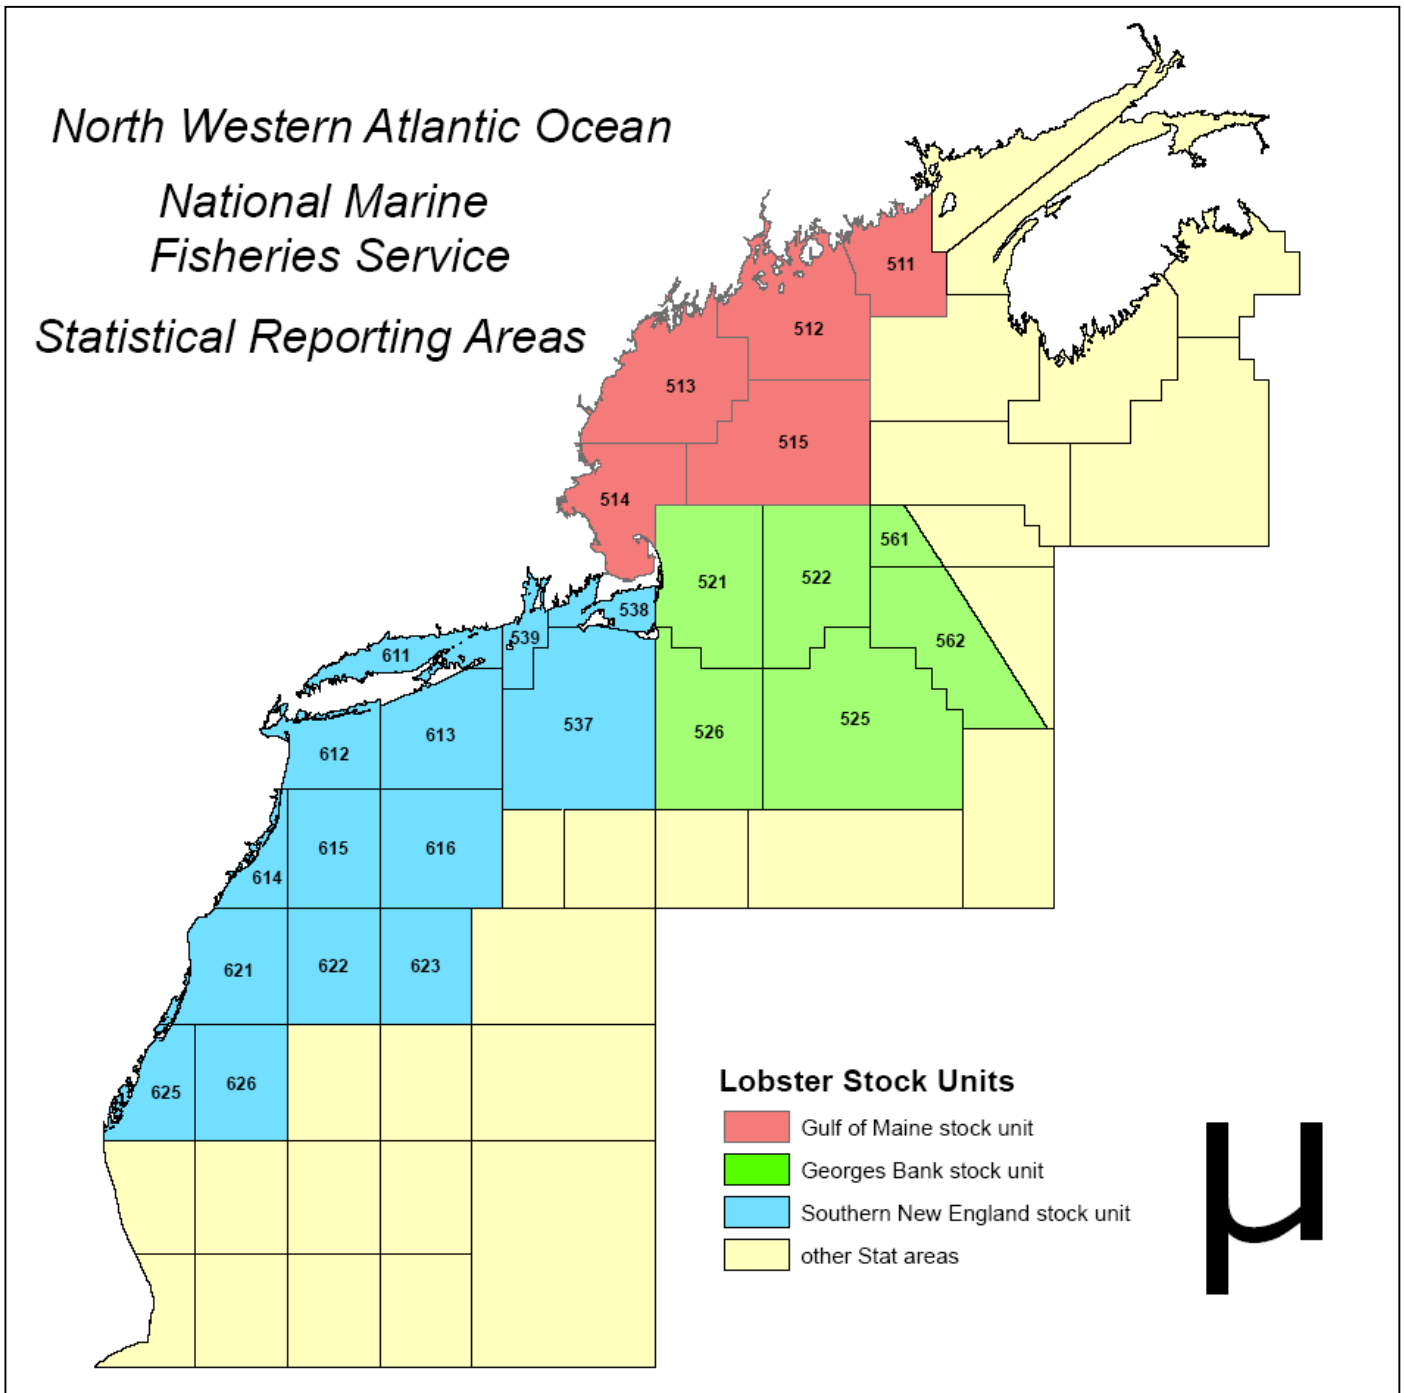 North Western Atlantic Ocean
National Marine
Fisheries Service
Statistical Reporting Areas
511
512
513
515
514
561
521
522
538
562
539
611
537
525
526
613
612
615
616
614
621
622
623
625
626
Lobster Stock Units
Gulf of Maine stock unit
Georges Bank stock unit
Southern New England stock unit
other Stat areas
µ